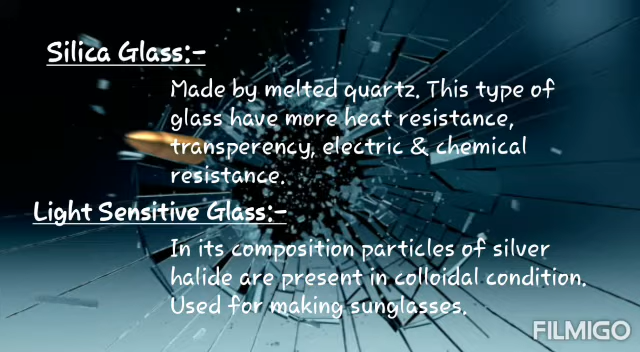 Silica Glass:-
Made by melted quartz. This type of
glass have more heat resistance,
transperency, electric & chemical
resistance.
Light Sensitive Glass:-
In its composition particles of silver
halide are present in colloidal condition.
Used for making sunglasses.
FILMIGO